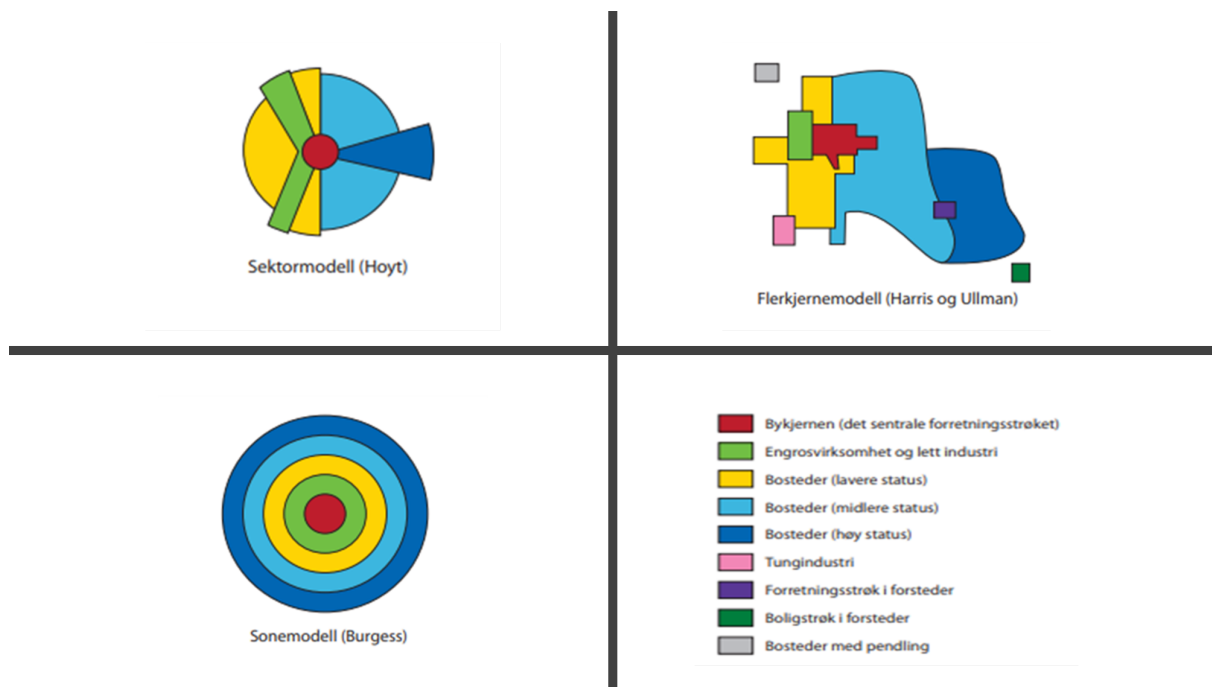 Sektormodell (Hoyt)
Flerkjernemodell (Harris og Ullman)
Sonemodell (Burgess)
Bykjernen (det sentrale forretningsstrøket)
Engrosvirksomhet og lett industri
Bosteder (lavere status)
Bosteder (midlere status)
Bosteder (høy status)
Tungindustri
Forretningsstrøk i forsteder
Boligstrøk i forsteder
Bosteder med pendling